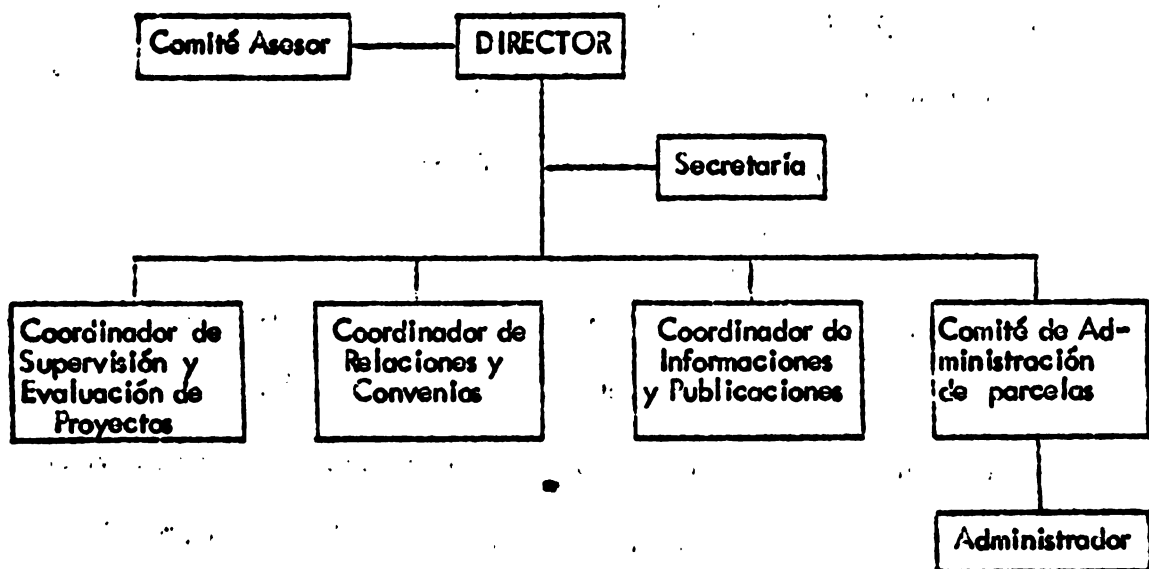 Comité Asesor
DIRECTOR
Secretaría
Coordinador de
Supervisión y
Evaluación de
Proyectos
Coordinador de
Relaciones y
Convenios
Coordinador de
Informaciones
y Publicaciones
Comité de Ad-
ministración
de parcelas
Administrador